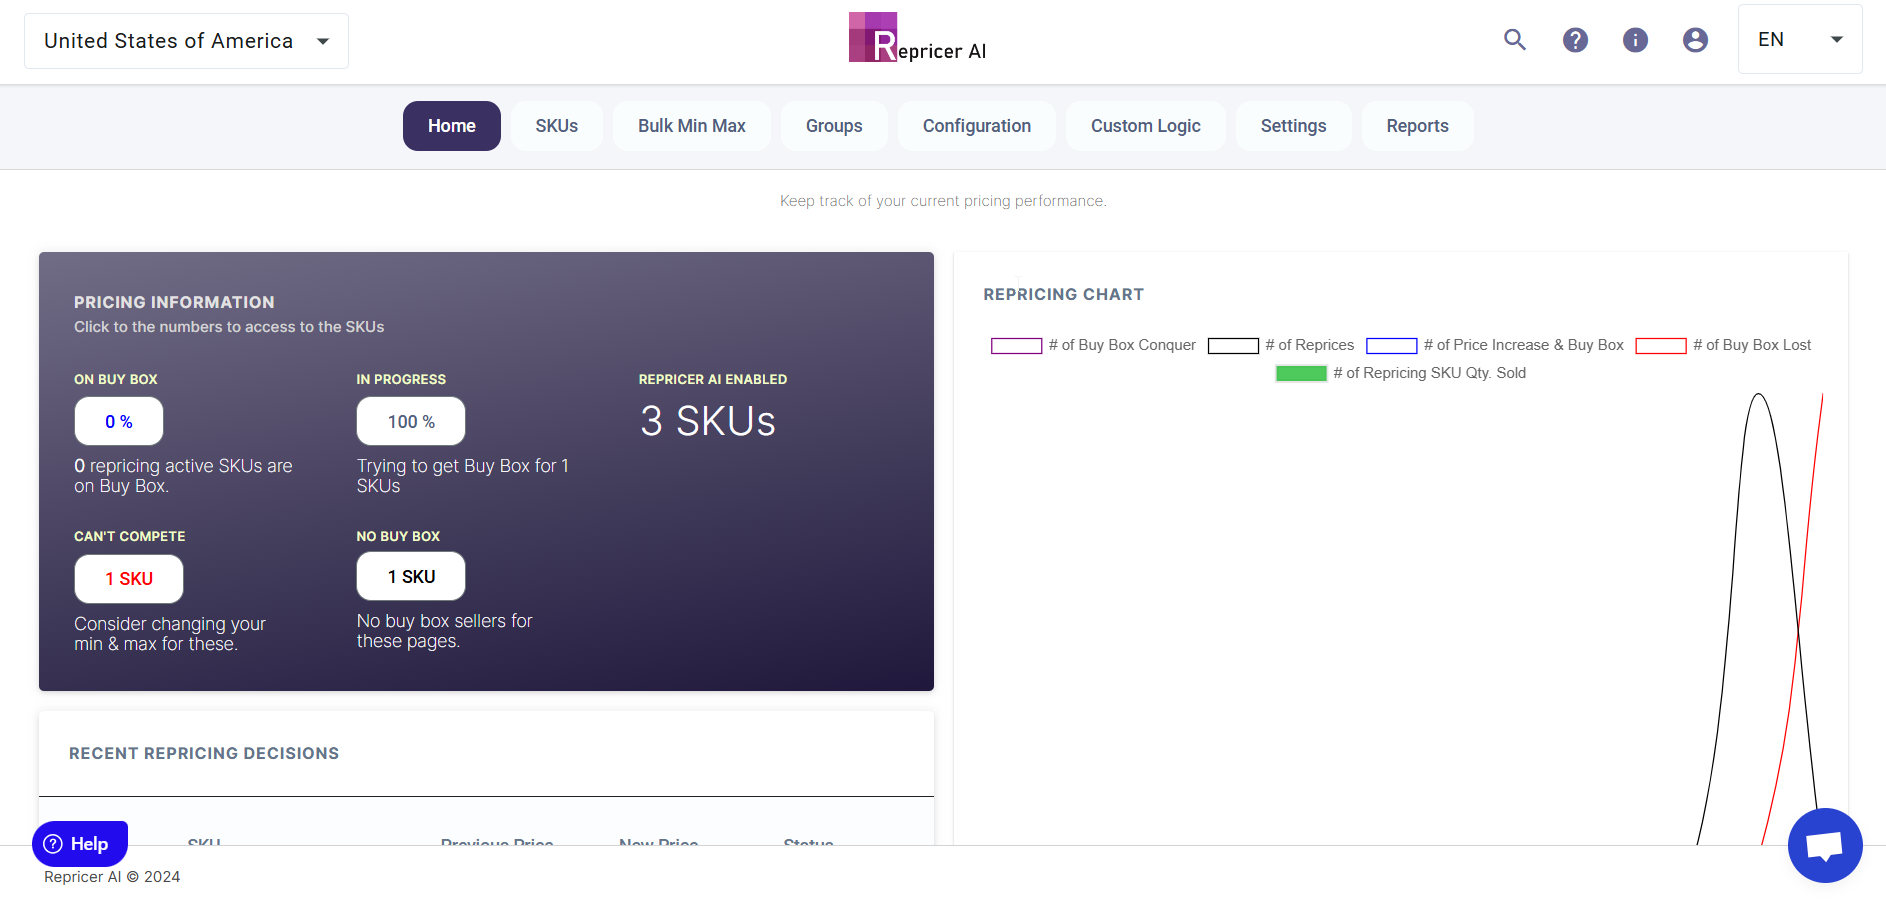 United States of America
Repricer AI
EN
Home
SKUs
Bulk Min Max
Groups
Configuration
Custom Logic
Settings
Reports
Keep track of your current pricing performance.
PRICING INFORMATION
Click to the numbers to access to the SKUs
ON BUY BOX
0 %
0 repricing active SKUs are
on Buy Box.
IN PROGRESS
100 %
Trying to get Buy Box for 1
SKUs
REPRICER AI ENABLED
3 SKUs
CAN'T COMPETE
1 SKU
Consider changing your
min & max for these.
NO BUY BOX
1 SKU
No buy box sellers for
these pages.
REPRICING CHART
# of Buy Box Conquer
# of Reprices
# of Price Increase & Buy Box
# of Buy Box Lost
# of Repricing SKU Qty. Sold
RECENT REPRICING DECISIONS
SKU
Previous Price
New Price
Status
Help
Repricer AI © 2024